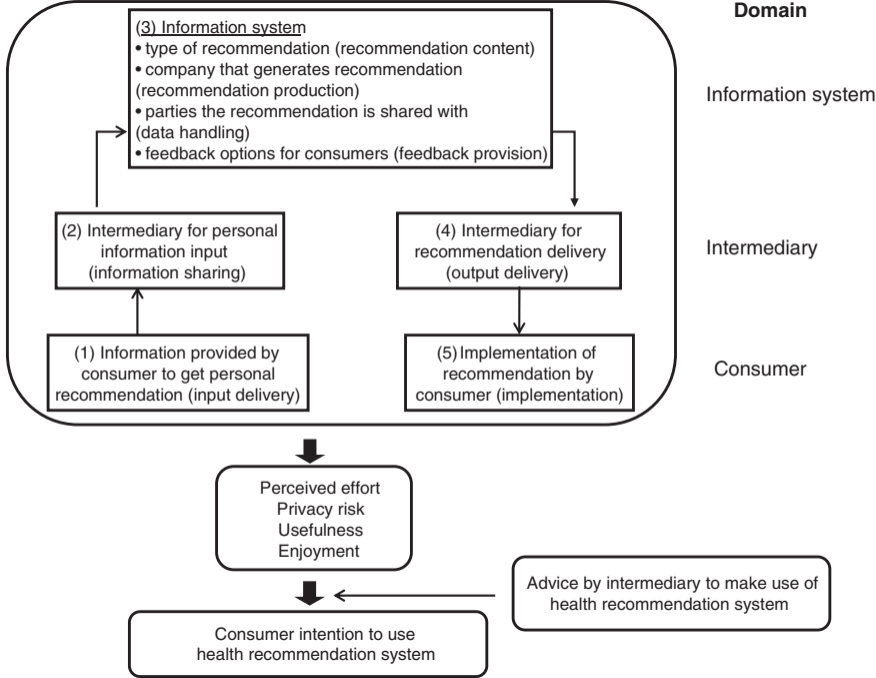 Domain
(3) Information system
• type of recommendation (recommendation content)
• company that generates recommendation
(recommendation production)
• parties the recommendation is shared with
(data handling)
• feedback options for consumers (feedback provision)
Information system
(2) Intermediary for personal
information input
(information sharing)
(4) Intermediary for
recommendation delivery
(output delivery)
Intermediary
(1) Information provided by
consumer to get personal
recommendation (input delivery)
(5) Implementation of
recommendation by
consumer (implementation)
Consumer
Perceived effort
Privacy risk
Usefulness
Enjoyment
Advice by intermediary to make use of
health recommendation system
Consumer intention to use
health recommendation system